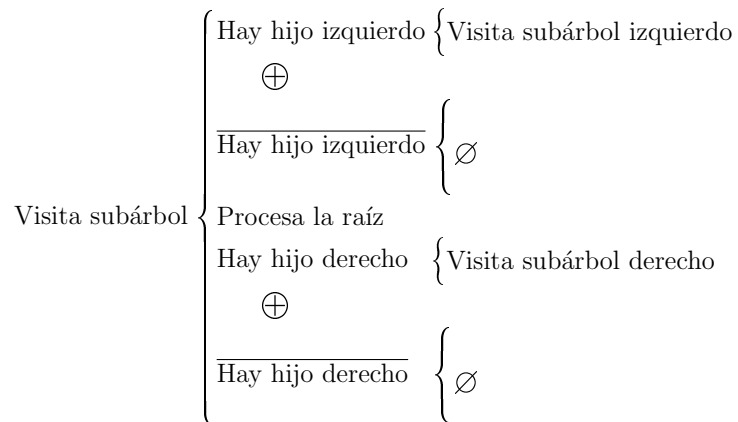 Hay hijo izquierdo { Visita subárbol izquierdo
⊕
Hay hijo izquierdo { ∅
Visita subárbol { Procesa la raíz
Hay hijo derecho { Visita subárbol derecho
⊕
Hay hijo derecho { ∅